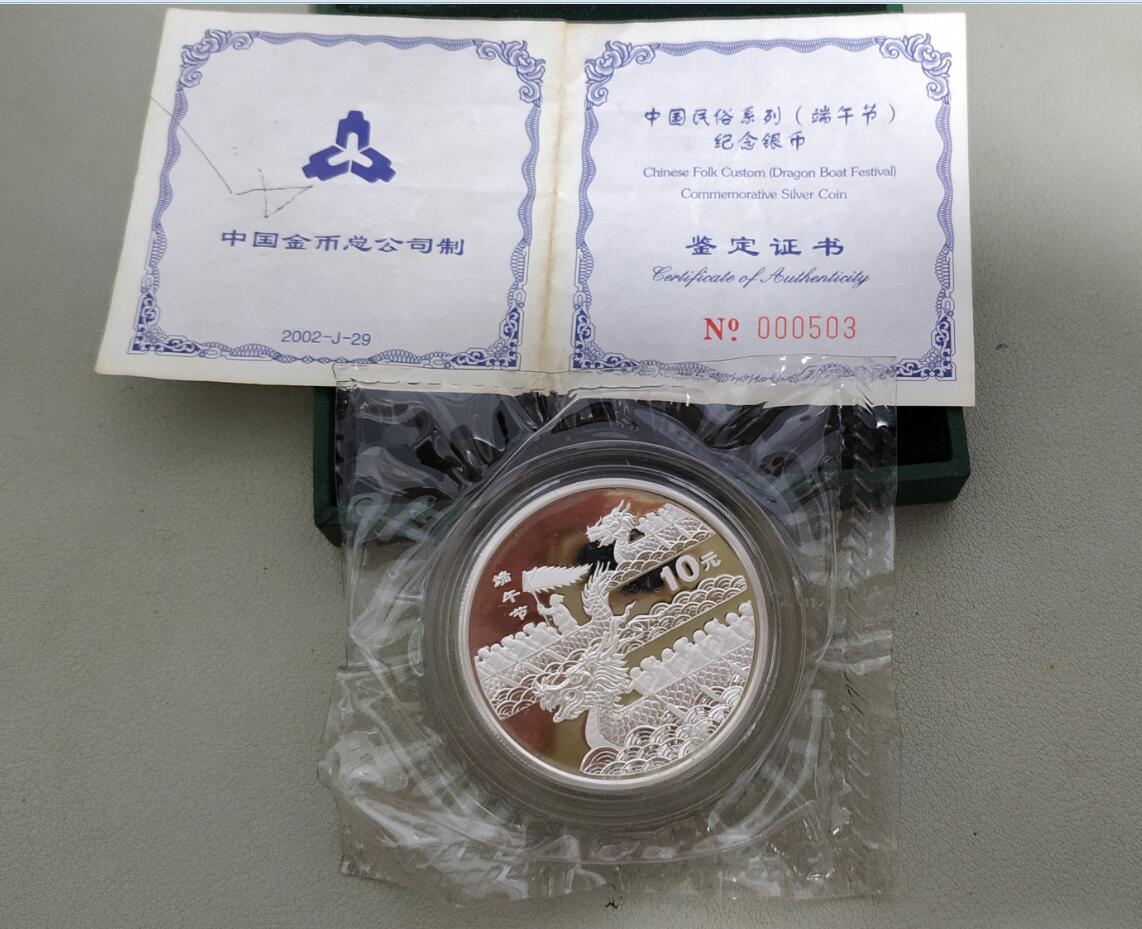 中国金币总公司制
2002-J-29
中国民俗系列（端午节）
纪念银币
Chinese Folk Custom (Dragon Boat Festival)
Commemorative Silver Coin
鉴定证书
Certificate of Authenticity
Nº 000503
端午节
10元